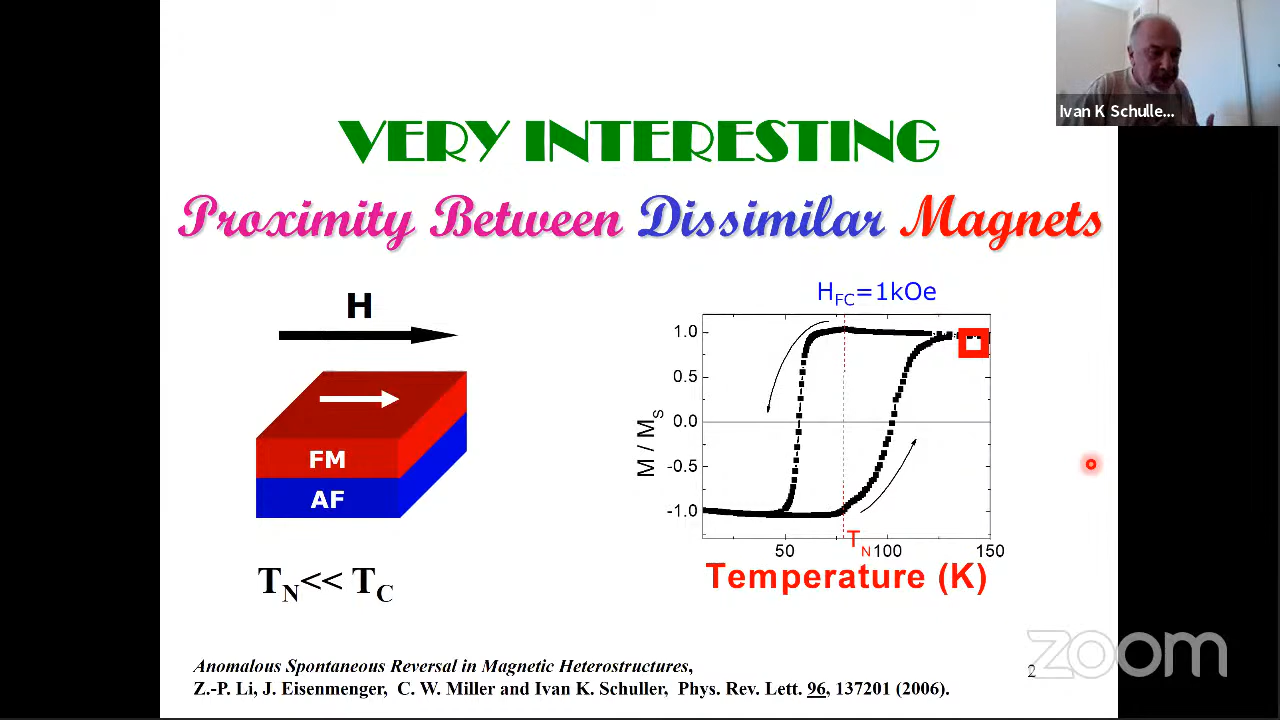 Ivan K Schulle...
VERY INTERESTING
Proximity Between Dissimilar Magnets
H
FM
AF
T_N<< T_C
H_FC=1kOe
1.0
0.5
0.0
-0.5
-1.0
M / M_S
50
T_N
100
150
Temperature (K)
Anomalous Spontaneous Reversal in Magnetic Heterostructures,
Z.-P. Li, J. Eisenmenger, C. W. Miller and Ivan K. Schuller, Phys. Rev. Lett. 96, 137201 (2006).
2
zoom